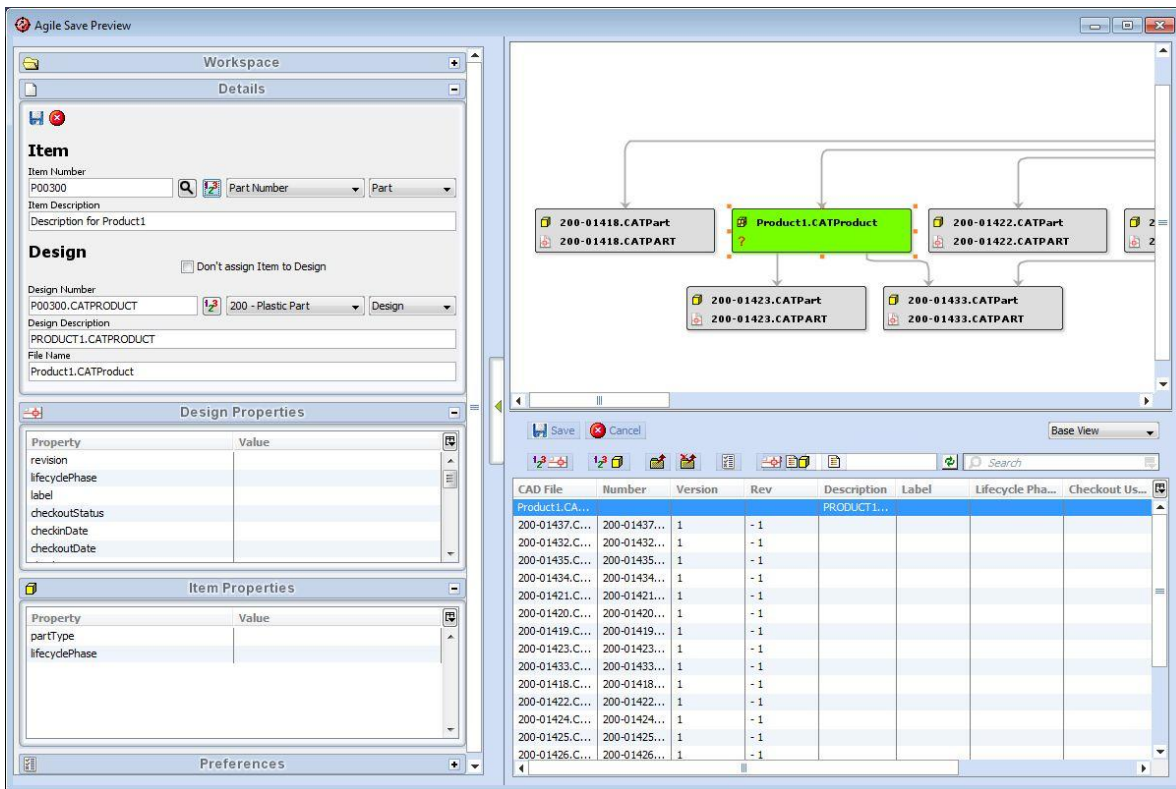 Agile Save Preview
Workspace
Details
Item
Item Number
P00300
Part Number
Part
Item Description
Description for Product1
Design
Don't assign Item to Design
Design Number
P00300.CATPRODUCT
200 - Plastic Part
Design
Design Description
PRODUCT1.CATPRODUCT
File Name
Product1.CATProduct
Design Properties
Property Value
revision
lifecyclePhase
label
checkoutStatus
checkinDate
checkoutDate
Item Properties
Property Value
partType
lifecyclePhase
Preferences
200-01418.CATPart
200-01418.CATPART
Product1.CATProduct
?
200-01422.CATPart
200-01422.CATPART
2
2
200-01423.CATPart
200-01423.CATPART
200-01433.CATPart
200-01433.CATPART
Save Cancel
Base View
Search
CAD File Number Version Rev Description Label Lifecycle Pha... Checkout Us...
Product1.CA... PRODUCT1...
200-01437.C... 200-01437... 1 - 1
200-01432.C... 200-01432... 1 - 1
200-01435.C... 200-01435... 1 - 1
200-01434.C... 200-01434... 1 - 1
200-01421.C... 200-01421... 1 - 1
200-01420.C... 200-01420... 1 - 1
200-01419.C... 200-01419... 1 - 1
200-01423.C... 200-01423... 1 - 1
200-01433.C... 200-01433... 1 - 1
200-01418.C... 200-01418... 1 - 1
200-01422.C... 200-01422... 1 - 1
200-01424.C... 200-01424... 1 - 1
200-01425.C... 200-01425... 1 - 1
200-01426.C... 200-01426... 1 - 1